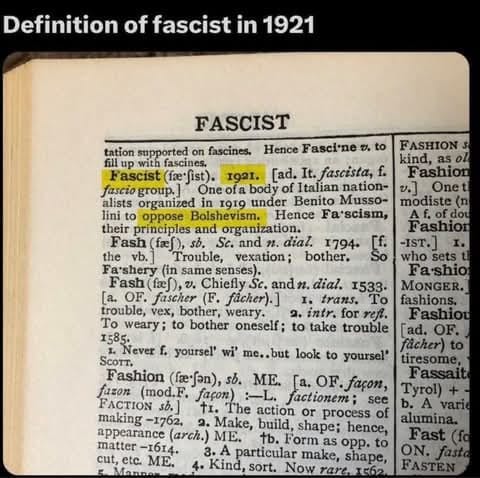 Definition of fascist in 1921
FASCIST
tation supported on fascines. Hence Fasci·ne v. to
fill up with fascines.
Fascist (fæ·ʃist). 1921. [ad. It. fascista, f.
fascio group.] One of a body of Italian nation-
alists organized in 1919 under Benito Musso-
lini to oppose Bolshevism. Hence Fa·scism,
their principles and organization.
Fash (fæʃ), sb. Sc. and n. dial. 1794. [f.
the vb.] Trouble, vexation; bother. So
Fa·shery (in same senses).
Fash (fæʃ), v. Chiefly Sc. and n. dial. 1533.
[a. OF. fascher (F. fâcher).] 1. trans. To
trouble, vex, bother, weary. 2. intr. for refl.
To weary; to bother oneself; to take trouble
1585.
1. Never f. yoursel' wi' me..but look to yoursel'
SCOTT.
Fashion (fæ·ʃən), sb. ME. [a. OF. façon,
fazon (mod.F. façon) :—L. factionem; see
FACTION sb.] †1. The action or process of
making –1762. 2. Make, build, shape; hence,
appearance (arch.) ME. †b. Form as opp. to
matter –1614. 3. A particular make, shape,
cut, etc. ME. 4. Kind, sort. Now rare. 1562.
5. Manner, mod
FASHION s
kind, as ol
Fashion
v.] One t
modiste (n
A f. of dou
Fashion
-IST.] 1.
who sets t
Fa·shio
MONGER.]
fashions.
Fashiou
[ad. OF.
fâcher) to
tiresome,
Fassait
Tyrol) + -
b. A varie
alumina.
Fast (fɑ
ON. fasta
FASTEN